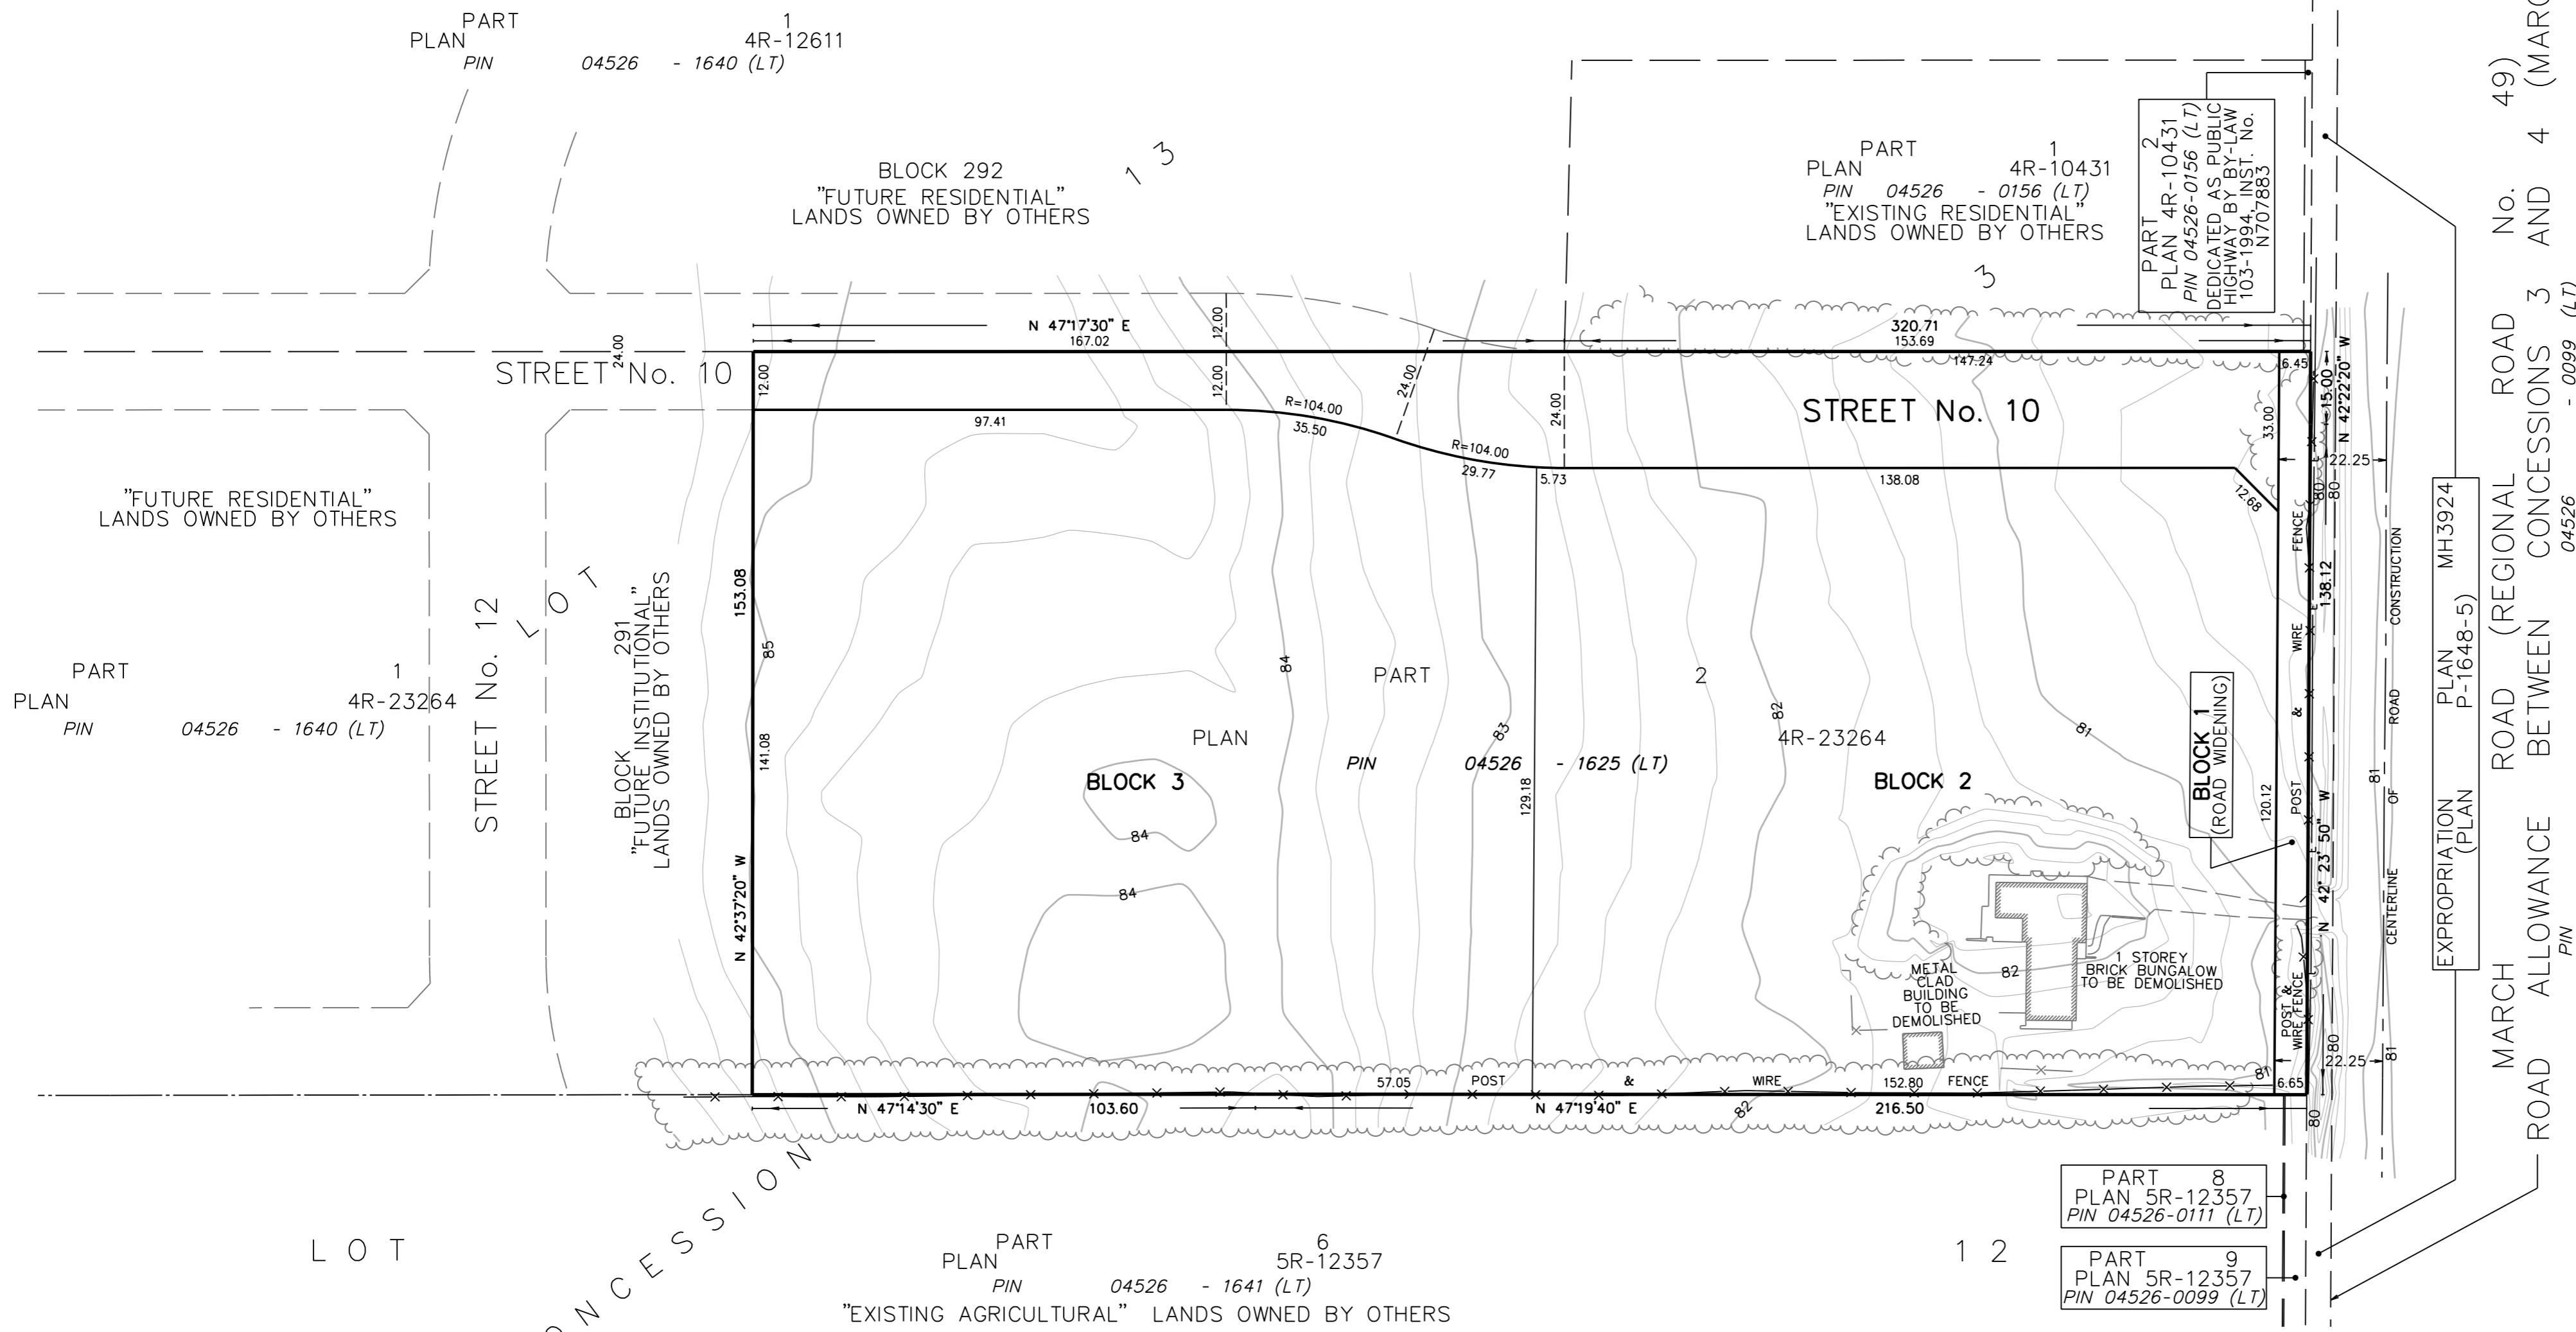 PART 1
PLAN 4R-12611
PIN 04526 - 1640 (LT)
BLOCK 292
"FUTURE RESIDENTIAL"
LANDS OWNED BY OTHERS
1 3
PART 1
PLAN 4R-10431
PIN 04526 - 0156 (LT)
"EXISTING RESIDENTIAL"
LANDS OWNED BY OTHERS
3
PART 2
PLAN 4R-10431
PIN 04526-0156 (LT)
DEDICATED AS PUBLIC
HIGHWAY BY BY-LAW
103-1994, INST. No.
N707883
N 47°17'30" E
167.02
320.71
153.69
147.24
6.45
12.00
12.00
12.00
24.00
24.00
24.00
STREET No. 10
STREET No. 10
97.41
R=104.00
35.50
R=104.00
29.77
5.73
138.08
12.68
33.00
15.00
N 42°22'20" W
22.25
80
80
138.12
"FUTURE RESIDENTIAL"
LANDS OWNED BY OTHERS
PART 1
PLAN 4R-23264
PIN 04526 - 1640 (LT)
STREET No. 12
L O T
BLOCK 291
"FUTURE INSTITUTIONAL"
LANDS OWNED BY OTHERS
153.08
N 42°37'20" W
85
141.08
84
84
84
83
82
81
PART 2
PLAN 4R-23264
PIN 04526 - 1625 (LT)
BLOCK 3
BLOCK 2
129.18
BLOCK 1
(ROAD WIDENING)
120.12
POST & WIRE FENCE
N 42° 23' 50" W
CENTERLINE OF ROAD CONSTRUCTION
81
81
METAL
CLAD
BUILDING
TO BE
DEMOLISHED
82
1 STOREY
BRICK BUNGALOW
TO BE DEMOLISHED
POST &
WIRE FENCE
80
22.25
81
6.65
57.05
POST & WIRE FENCE
152.80
N 47°14'30" E
103.60
N 47°19'40" E
82
216.50
80
EXPROPRIATION PLAN MH3924
(PLAN P-1648-5)
MARCH ROAD (REGIONAL ROAD No. 49)
ROAD ALLOWANCE BETWEEN CONCESSIONS 3 AND 4
PIN 04526 - 0099 (LT)
PART 8
PLAN 5R-12357
PIN 04526-0111 (LT)
PART 9
PLAN 5R-12357
PIN 04526-0099 (LT)
L O T
1 2
PART 6
PLAN 5R-12357
PIN 04526 - 1641 (LT)
"EXISTING AGRICULTURAL" LANDS OWNED BY OTHERS
N C E S S I O N